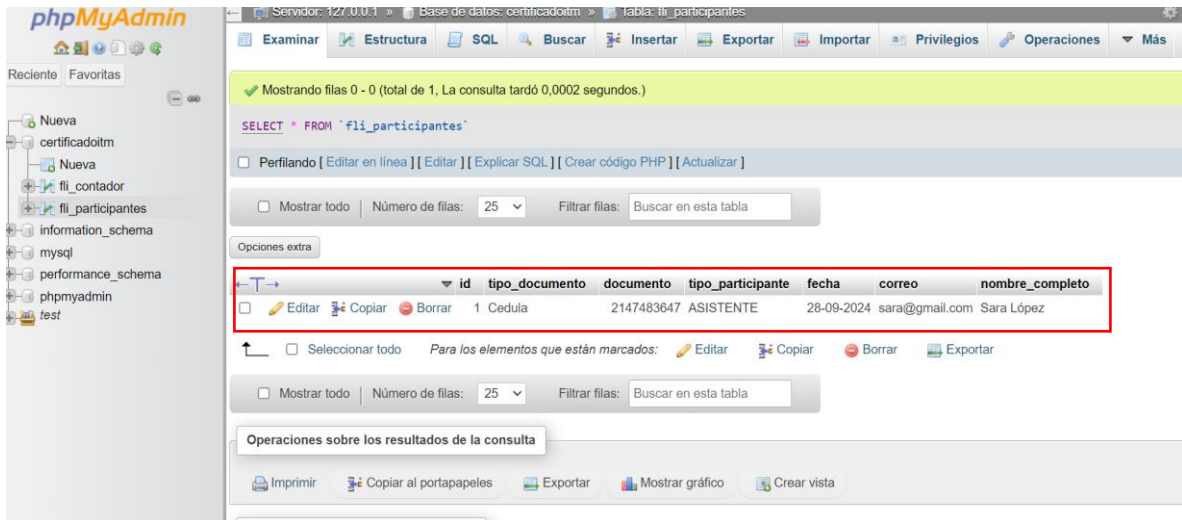 phpMyAdmin
Reciente Favoritas
Nueva
certificadoitm
Nueva
fli_contador
fli_participantes
information_schema
mysql
performance_schema
phpmyadmin
test
Servidor: 127.0.0.1 » Base de datos: certificadoitm » Tabla: fli_participantes
Examinar Estructura SQL Buscar Insertar Exportar Importar Privilegios Operaciones Más
Mostrando filas 0 - 0 (total de 1, La consulta tardó 0,0002 segundos.)
SELECT * FROM `fli_participantes`
Perfilando [ Editar en línea ] [ Editar ] [ Explicar SQL ] [ Crear código PHP ] [ Actualizar ]
Mostrar todo | Número de filas: 25 Filtrar filas: Buscar en esta tabla
Opciones extra
←T→ id tipo_documento documento tipo_participante fecha correo nombre_completo
Editar Copiar Borrar 1 Cedula 2147483647 ASISTENTE 28-09-2024 sara@gmail.com Sara López
Seleccionar todo Para los elementos que están marcados: Editar Copiar Borrar Exportar
Mostrar todo | Número de filas: 25 Filtrar filas: Buscar en esta tabla
Operaciones sobre los resultados de la consulta
Imprimir Copiar al portapapeles Exportar Mostrar gráfico Crear vista